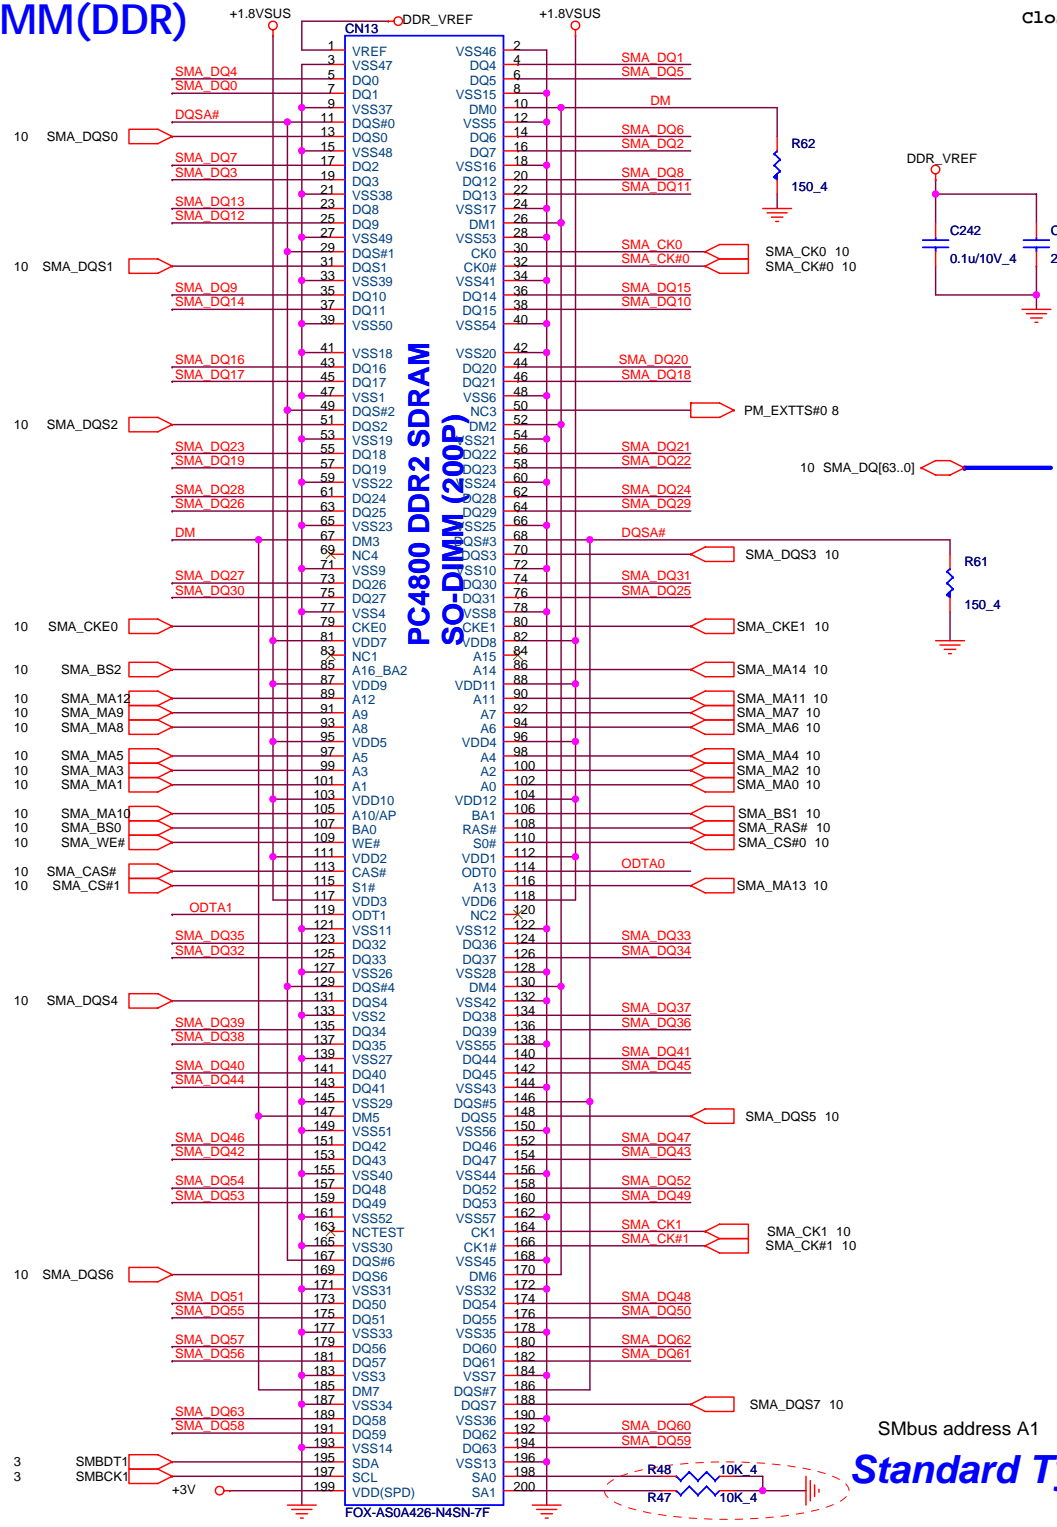 MM(DDR)
+1.8VSUS
DDR_VREF
+1.8VSUS
Clo
CN13
1 VREF VSS46 2
3 VSS47 DQ4 4 SMA_DQ1
SMA_DQ4 5 DQ0 DQ5 6 SMA_DQ5
SMA_DQ0 7 DQ1 VSS15 8
9 VSS37 DM0 10 DM
DQSA# 11 DQS#0 VSS5 12
10 SMA_DQS0 13 DQS0 DQ6 14 SMA_DQ6
15 VSS48 DQ7 16 SMA_DQ2
SMA_DQ7 17 DQ2 VSS16 18
SMA_DQ3 19 DQ3 DQ12 20 SMA_DQ8
21 VSS38 DQ13 22 SMA_DQ11
SMA_DQ13 23 DQ8 VSS17 24
SMA_DQ12 25 DQ9 DM1 26
27 VSS49 VSS53 28
29 DQS#1 CK0 30 SMA_CK0 SMA_CK0 10
10 SMA_DQS1 31 DQS1 CK0# 32 SMA_CK#0 SMA_CK#0 10
33 VSS39 VSS41 34
SMA_DQ9 35 DQ10 DQ14 36 SMA_DQ15
SMA_DQ14 37 DQ11 DQ15 38 SMA_DQ10
39 VSS50 VSS54 40
41 VSS18 VSS20 42
SMA_DQ16 43 DQ16 DQ20 44 SMA_DQ20
SMA_DQ17 45 DQ17 DQ21 46 SMA_DQ18
47 VSS1 VSS6 48
49 DQS#2 NC3 50 PM_EXTTS#0 8
10 SMA_DQS2 51 DQS2 DM2 52
53 VSS19 VSS21 54
SMA_DQ23 55 DQ18 DQ22 56 SMA_DQ21
SMA_DQ19 57 DQ19 DQ23 58 SMA_DQ22
59 VSS22 VSS24 60
SMA_DQ28 61 DQ24 DQ28 62 SMA_DQ24
SMA_DQ26 63 DQ25 DQ29 64 SMA_DQ29
65 VSS23 VSS25 66
DM 67 DM3 DQS#3 68 DQSA#
69 NC4 DQS3 70 SMA_DQS3 10
71 VSS9 VSS10 72
SMA_DQ27 73 DQ26 DQ30 74 SMA_DQ31
SMA_DQ30 75 DQ27 DQ31 76 SMA_DQ25
77 VSS4 VSS8 78
10 SMA_CKE0 79 CKE0 CKE1 80 SMA_CKE1 10
81 VDD7 VDD8 82
83 NC1 A15 84
10 SMA_BS2 85 A16_BA2 A14 86 SMA_MA14 10
87 VDD9 VDD11 88
10 SMA_MA12 89 A12 A11 90 SMA_MA11 10
10 SMA_MA9 91 A9 A7 92 SMA_MA7 10
10 SMA_MA8 93 A8 A6 94 SMA_MA6 10
95 VDD5 VDD4 96
10 SMA_MA5 97 A5 A4 98 SMA_MA4 10
10 SMA_MA3 99 A3 A2 100 SMA_MA2 10
10 SMA_MA1 101 A1 A0 102 SMA_MA0 10
103 VDD10 VDD12 104
10 SMA_MA10 105 A10/AP BA1 106 SMA_BS1 10
10 SMA_BS0 107 BA0 RAS# 108 SMA_RAS# 10
10 SMA_WE# 109 WE# S0# 110 SMA_CS#0 10
111 VDD2 VDD1 112
10 SMA_CAS# 113 CAS# ODT0 114 ODTA0
10 SMA_CS#1 115 S1# A13 116 SMA_MA13 10
117 VDD3 VDD6 118
ODTA1 119 ODT1 NC2 120
121 VSS11 VSS12 122
SMA_DQ35 123 DQ32 DQ36 124 SMA_DQ33
SMA_DQ32 125 DQ33 DQ37 126 SMA_DQ34
127 VSS26 VSS28 128
129 DQS#4 DM4 130
10 SMA_DQS4 131 DQS4 VSS42 132
133 VSS2 DQ38 134 SMA_DQ37
SMA_DQ39 135 DQ34 DQ39 136 SMA_DQ36
SMA_DQ38 137 DQ35 VSS55 138
139 VSS27 DQ44 140 SMA_DQ41
SMA_DQ40 141 DQ40 DQ45 142 SMA_DQ45
SMA_DQ44 143 DQ41 VSS43 144
145 VSS29 DQS#5 146
147 DM5 DQS5 148 SMA_DQS5 10
149 VSS51 VSS56 150
SMA_DQ46 151 DQ42 DQ46 152 SMA_DQ47
SMA_DQ42 153 DQ43 DQ47 154 SMA_DQ43
155 VSS40 VSS44 156
SMA_DQ54 157 DQ48 DQ52 158 SMA_DQ52
SMA_DQ53 159 DQ49 DQ53 160 SMA_DQ49
161 VSS52 VSS57 162
163 NCTEST CK1 164 SMA_CK1 SMA_CK1 10
165 VSS30 CK1# 166 SMA_CK#1 SMA_CK#1 10
167 DQS#6 VSS45 168
10 SMA_DQS6 169 DQS6 DM6 170
171 VSS31 VSS32 172
SMA_DQ51 173 DQ50 DQ54 174 SMA_DQ48
SMA_DQ55 175 DQ51 DQ55 176 SMA_DQ50
177 VSS33 VSS35 178
SMA_DQ57 179 DQ56 DQ60 180 SMA_DQ62
SMA_DQ56 181 DQ57 DQ61 182 SMA_DQ61
183 VSS3 VSS7 184
185 DM7 DQS#7 186
187 VSS34 DQS7 188 SMA_DQS7 10
SMA_DQ63 189 DQ58 VSS36 190
SMA_DQ58 191 DQ59 DQ62 192 SMA_DQ60
193 VSS14 DQ63 194 SMA_DQ59
3 SMBDT1 195 SDA VSS13 196
3 SMBCK1 197 SCL SA0 198
+3V 199 VDD(SPD) SA1 200
FOX-AS0A426-N4SN-7F
PC4800 DDR2 SDRAM
SO-DIMM (200P)
R62
150_4
DDR_VREF
C242
0.1u/10V_4
C
2
10 SMA_DQ[63..0]
R61
150_4
R48 10K_4
R47 10K_4
SMbus address A1
Standard Ty